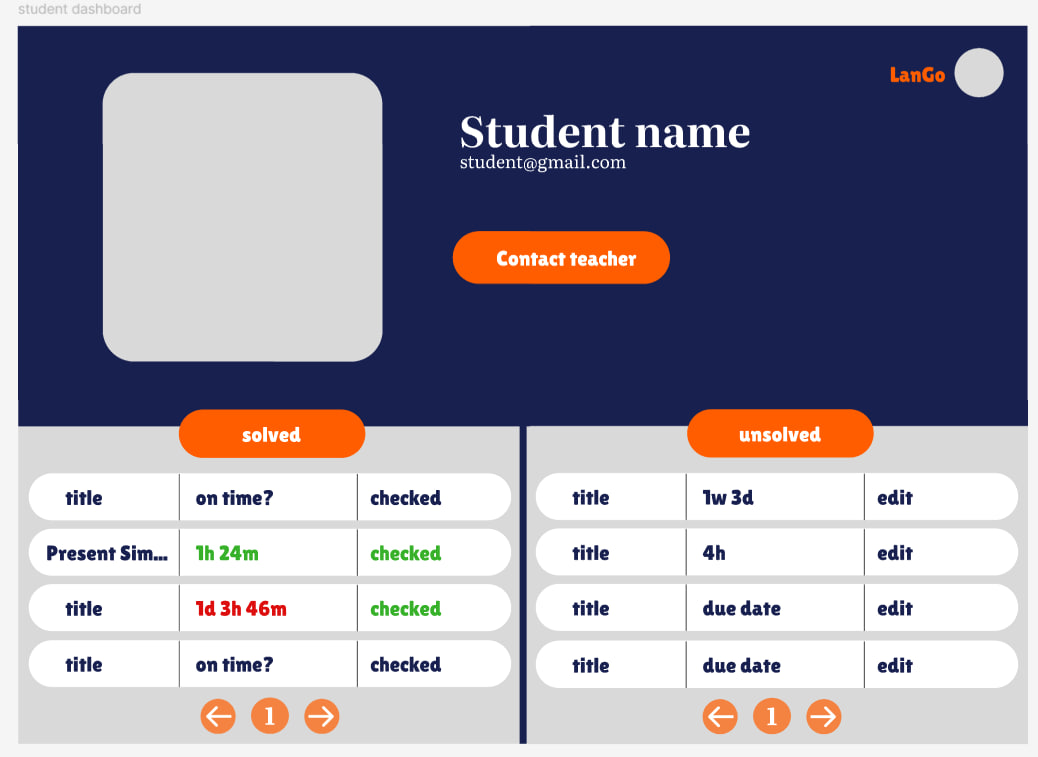 student dashboard
LanGo
Student name
student@gmail.com
Contact teacher
solved
title on time? checked
Present Sim... 1h 24m checked
title 1d 3h 46m checked
title on time? checked
1
unsolved
title 1w 3d edit
title 4h edit
title due date edit
title due date edit
1